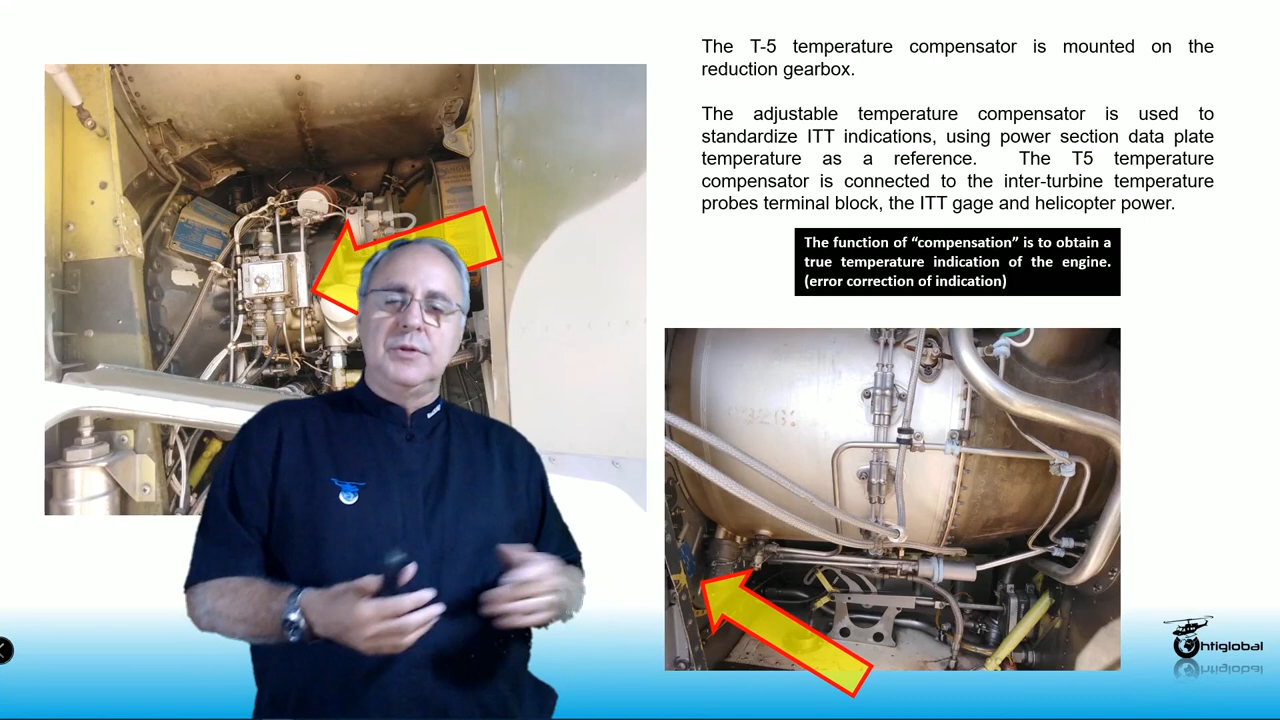 The T-5 temperature compensator is mounted on the
reduction gearbox.
The adjustable temperature compensator is used to
standardize ITT indications, using power section data plate
temperature as a reference. The T5 temperature
compensator is connected to the inter-turbine temperature
probes terminal block, the ITT gage and helicopter power.
The function of “compensation” is to obtain a
true temperature indication of the engine.
(error correction of indication)
htiglobal